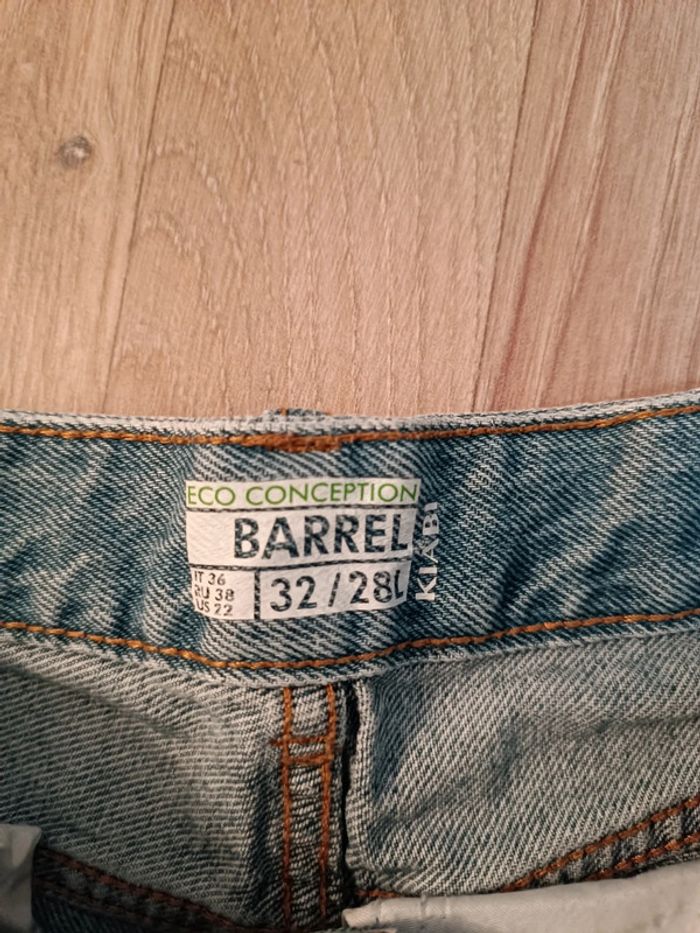 ECO CONCEPTION
BARREL
KIABI
IT 36
RU 38
US 22
32 / 28L